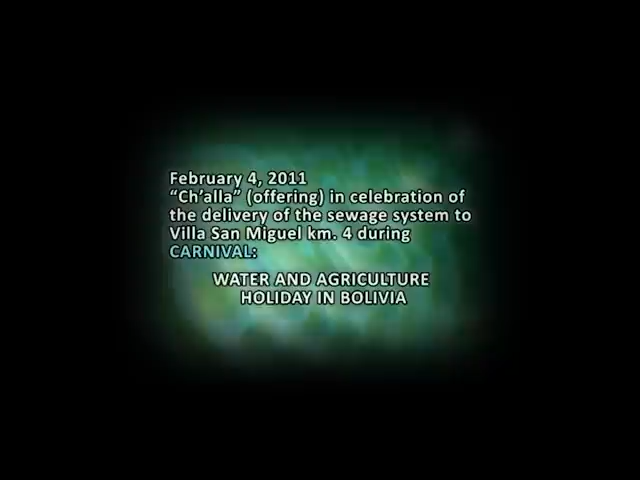 February 4, 2011
“Ch’alla” (offering) in celebration of
the delivery of the sewage system to
Villa San Miguel km. 4 during
CARNIVAL:
WATER AND AGRICULTURE
HOLIDAY IN BOLIVIA